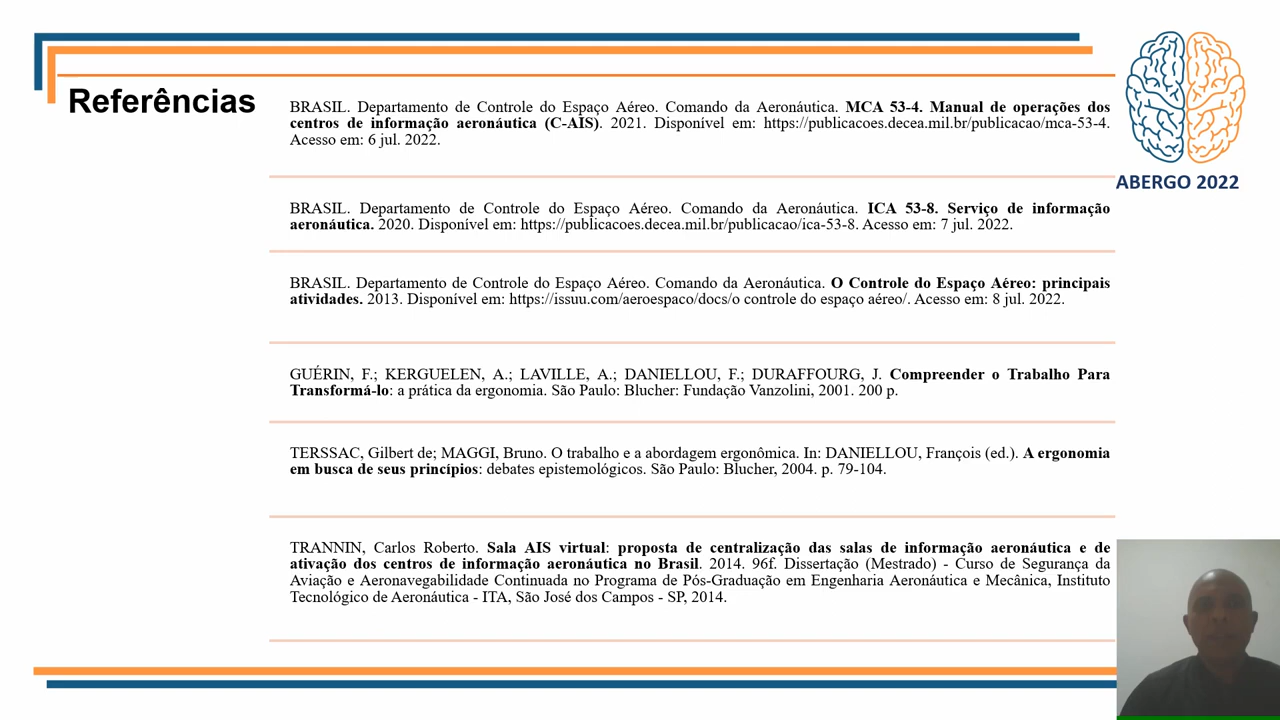 Referências
BRASIL. Departamento de Controle do Espaço Aéreo. Comando da Aeronáutica. MCA 53-4. Manual de operações dos
centros de informação aeronáutica (C-AIS). 2021. Disponível em: https://publicacoes.decea.mil.br/publicacao/mca-53-4.
Acesso em: 6 jul. 2022.
ABERGO 2022
BRASIL. Departamento de Controle do Espaço Aéreo. Comando da Aeronáutica. ICA 53-8. Serviço de informação
aeronáutica. 2020. Disponível em: https://publicacoes.decea.mil.br/publicacao/ica-53-8. Acesso em: 7 jul. 2022.
BRASIL. Departamento de Controle do Espaço Aéreo. Comando da Aeronáutica. O Controle do Espaço Aéreo: principais
atividades. 2013. Disponível em: https://issuu.com/aeroespaco/docs/o controle do espaço aéreo/. Acesso em: 8 jul. 2022.
GUÉRIN, F.; KERGUELEN, A.; LAVILLE, A.; DANIELLOU, F.; DURAFFOURG, J. Compreender o Trabalho Para
Transformá-lo: a prática da ergonomia. São Paulo: Blucher: Fundação Vanzolini, 2001. 200 p.
TERSSAC, Gilbert de; MAGGI, Bruno. O trabalho e a abordagem ergonômica. In: DANIELLOU, François (ed.). A ergonomia
em busca de seus princípios: debates epistemológicos. São Paulo: Blucher, 2004. p. 79-104.
TRANNIN, Carlos Roberto. Sala AIS virtual: proposta de centralização das salas de informação aeronáutica e de
ativação dos centros de informação aeronáutica no Brasil. 2014. 96f. Dissertação (Mestrado) - Curso de Segurança da
Aviação e Aeronavegabilidade Continuada no Programa de Pós-Graduação em Engenharia Aeronáutica e Mecânica, Instituto
Tecnológico de Aeronáutica - ITA, São José dos Campos - SP, 2014.